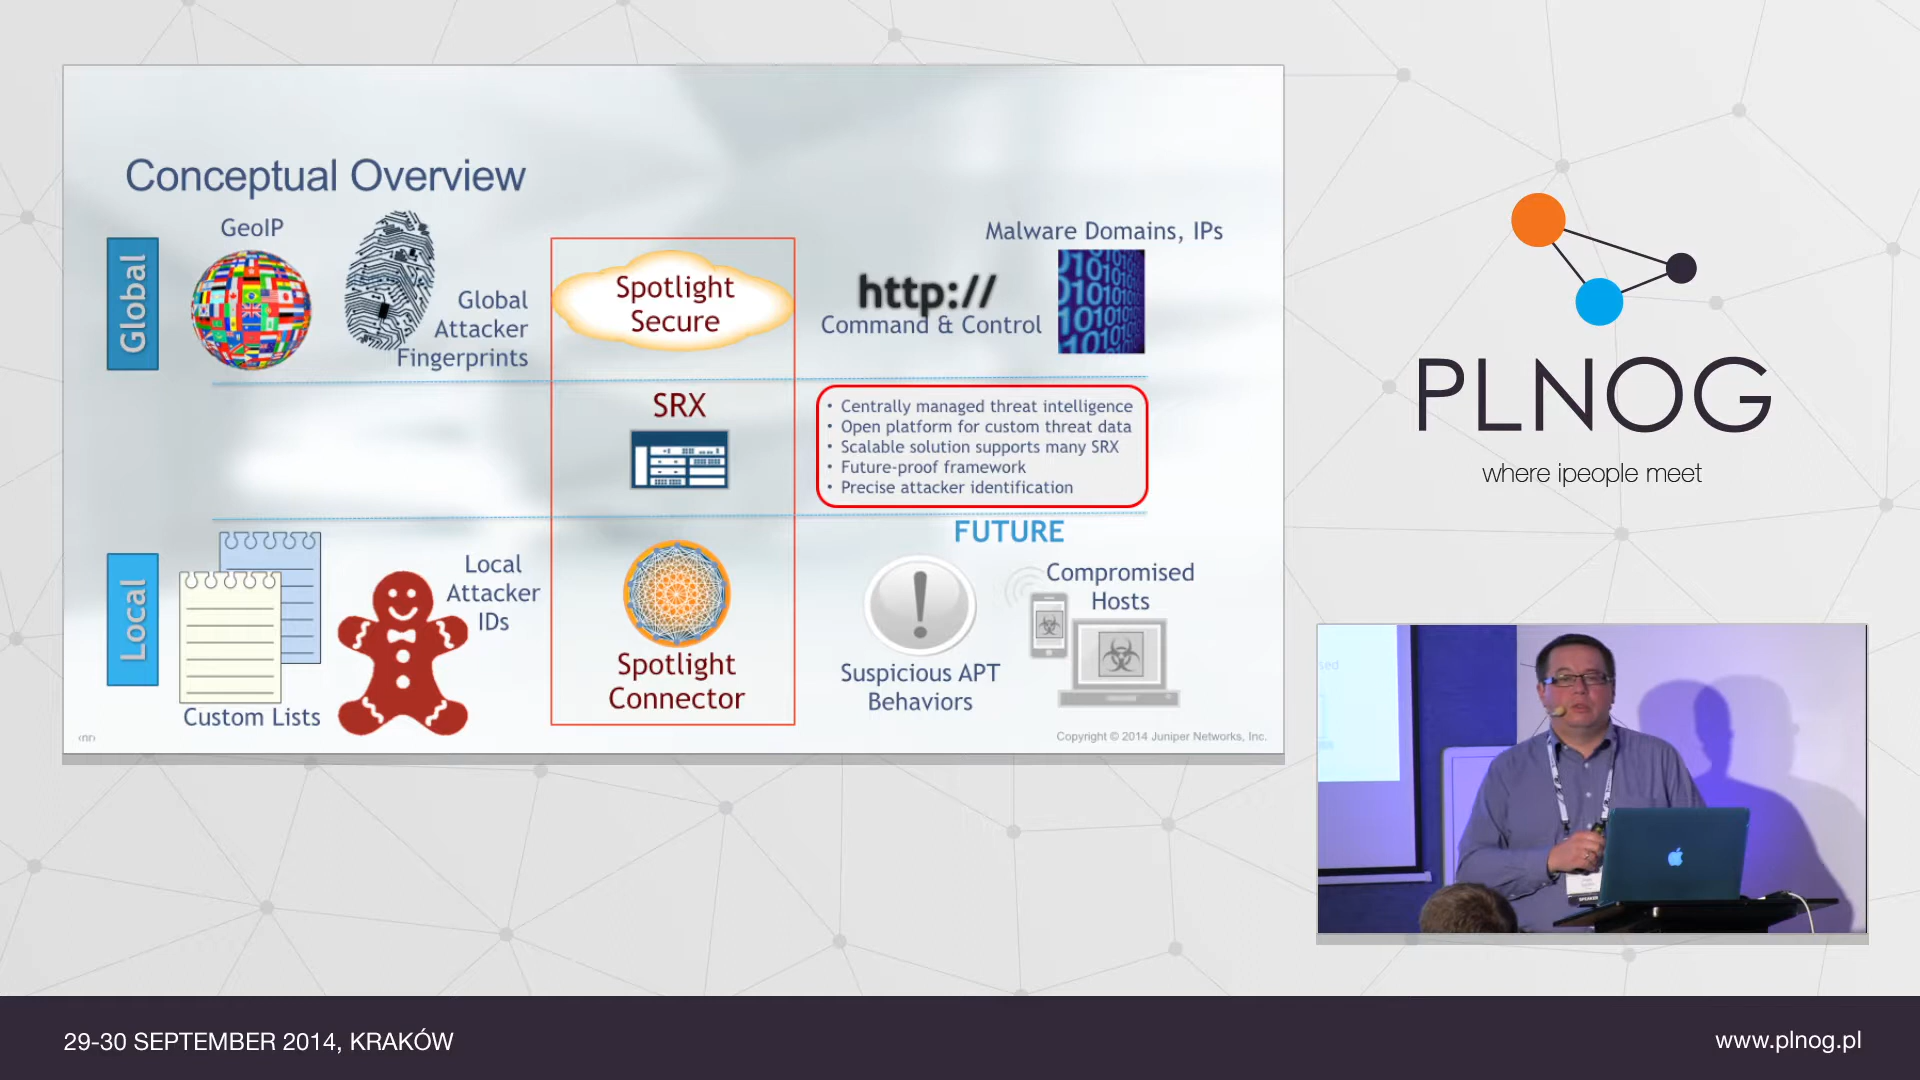 Conceptual Overview
Global
GeoIP
Global
Attacker
Fingerprints
Spotlight
Secure
http://
Command & Control
Malware Domains, IPs
SRX
• Centrally managed threat intelligence
• Open platform for custom threat data
• Scalable solution supports many SRX
• Future-proof framework
• Precise attacker identification
Local
Custom Lists
Local
Attacker
IDs
Spotlight
Connector
FUTURE
Suspicious APT
Behaviors
Compromised
Hosts
Copyright © 2014 Juniper Networks, Inc.
PLNOG
where ipeople meet
SPEAKER
29-30 SEPTEMBER 2014, KRAKÓW
www.plnog.pl